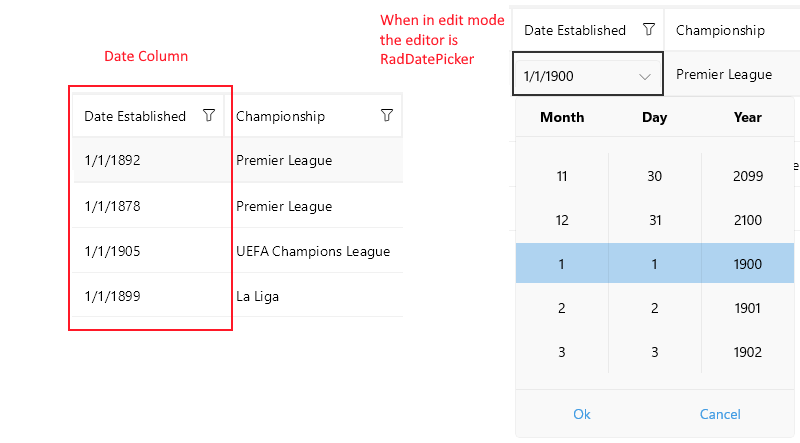 Date Column
Date Established Championship
1/1/1892 Premier League
1/1/1878 Premier League
1/1/1905 UEFA Champions League
1/1/1899 La Liga
When in edit mode
the editor is
RadDatePicker
Date Established Championship
1/1/1900 Premier League
Month Day Year
11 30 2099
12 31 2100
1 1 1900
2 2 1901
3 3 1902
Ok Cancel